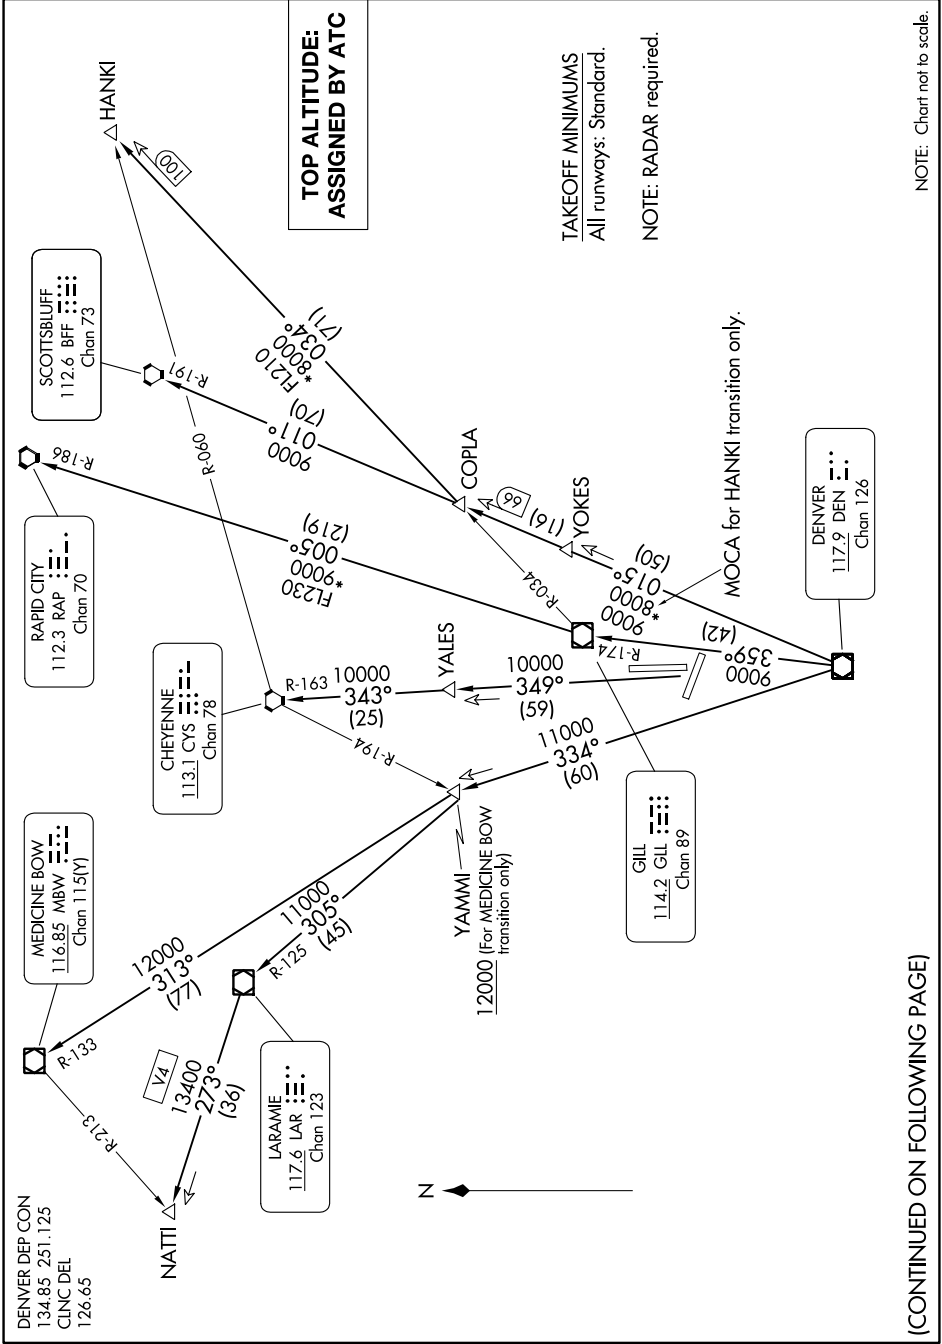 DENVER DEP CON
134.85 251.125
CLNC DEL
126.65
NATTI
R-213
MEDICINE BOW
116.85 MBW
Chan 115(Y)
R-133
12000
313°
(77)
V4
13400
273°
(36)
LARAMIE
117.6 LAR
Chan 123
R-125
11000
305°
(45)
YAMMI
12000 (For MEDICINE BOW
transition only)
CHEYENNE
113.1 CYS
Chan 78
R-194
R-163
10000
343°
(25)
YALES
10000
349°
(59)
11000
334°
(60)
GILL
114.2 GLL
Chan 89
RAPID CITY
112.3 RAP
Chan 70
R-186
FL230
*9000
005°
(219)
R-060
SCOTTSBLUFF
112.6 BFF
Chan 73
R-191
9000
011°
(70)
HANKI
100
FL210
*8000
034°
(71)
COPLA
66
(16)
YOKES
R-034
R-174
9000
359°
(42)
9000
*8000
015°
(50)
MOCA for HANKI transition only.
DENVER
117.9 DEN
Chan 126
TOP ALTITUDE:
ASSIGNED BY ATC
TAKEOFF MINIMUMS
All runways: Standard.
NOTE: RADAR required.
N
NOTE: Chart not to scale.
(CONTINUED ON FOLLOWING PAGE)